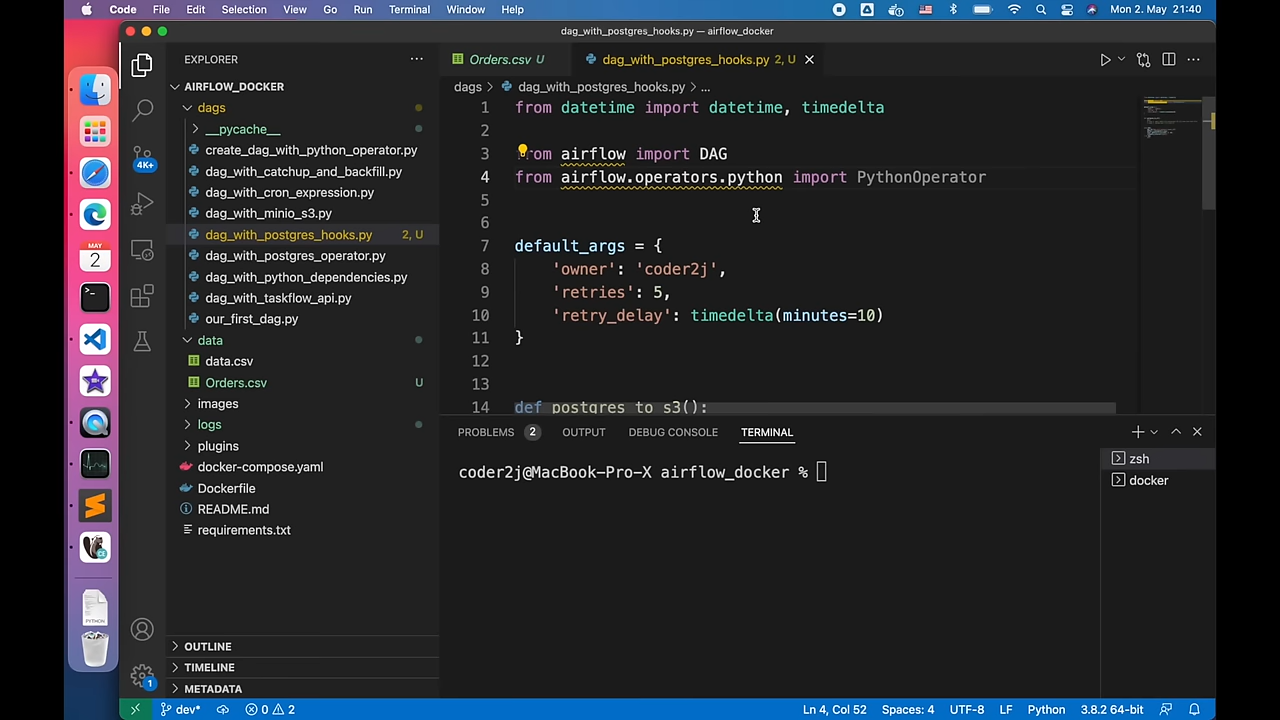 Code File Edit Selection View Go Run Terminal Window Help Mon 2. May 21:40
dag_with_postgres_hooks.py — airflow_docker
MAY
2
4K+
1
EXPLORER
AIRFLOW_DOCKER
dags
__pycache__
create_dag_with_python_operator.py
dag_with_catchup_and_backfill.py
dag_with_cron_expression.py
dag_with_minio_s3.py
dag_with_postgres_hooks.py 2, U
dag_with_postgres_operator.py
dag_with_python_dependencies.py
dag_with_taskflow_api.py
our_first_dag.py
data
data.csv
Orders.csv U
images
logs
plugins
docker-compose.yaml
Dockerfile
README.md
requirements.txt
OUTLINE
TIMELINE
METADATA
Orders.csv U dag_with_postgres_hooks.py 2, U
dags > dag_with_postgres_hooks.py > ...
1 from datetime import datetime, timedelta
2
3 from airflow import DAG
4 from airflow.operators.python import PythonOperator
5
6
7 default_args = {
8 'owner': 'coder2j',
9 'retries': 5,
10 'retry_delay': timedelta(minutes=10)
11 }
12
13
14 def postgres_to_s3():
PROBLEMS 2 OUTPUT DEBUG CONSOLE TERMINAL
coder2j@MacBook-Pro-X airflow_docker %
zsh
docker
dev* 0 2 Ln 4, Col 52 Spaces: 4 UTF-8 LF Python 3.8.2 64-bit